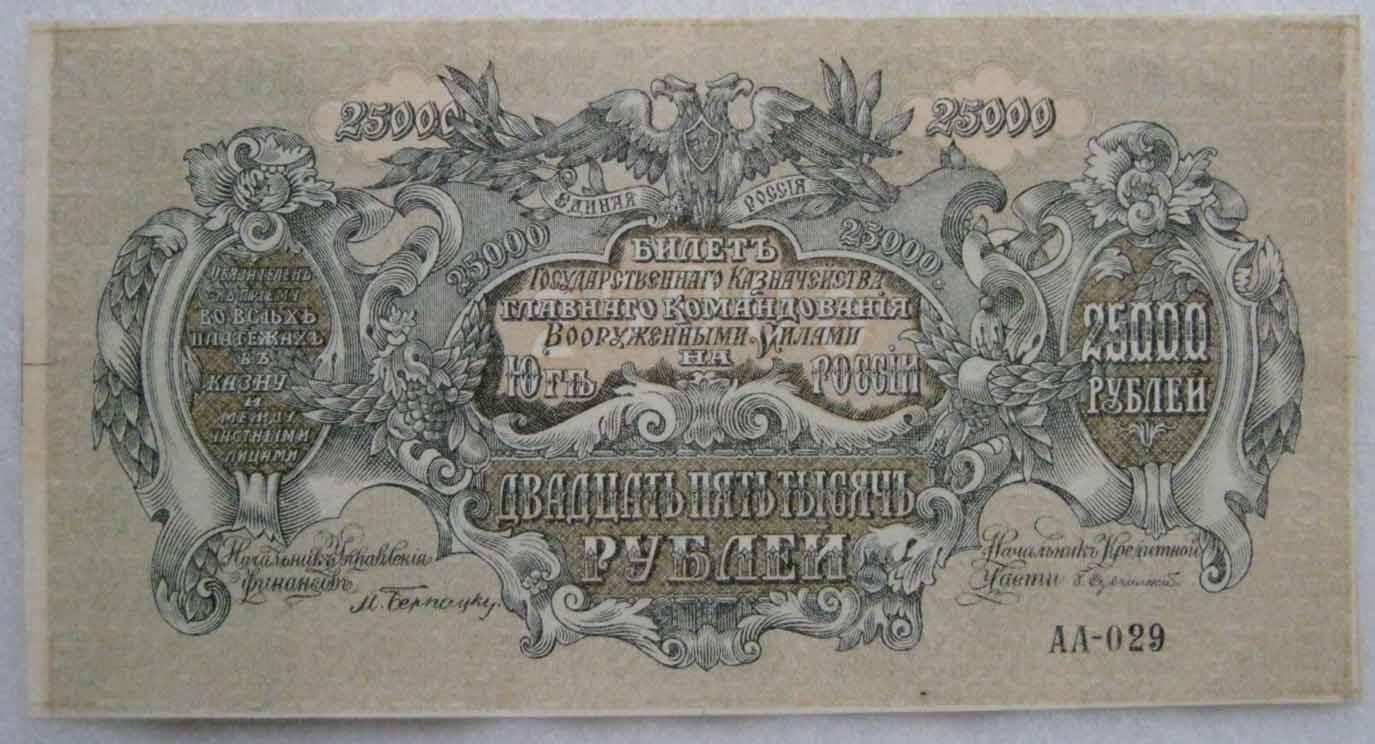 25000
25000
ЕДИНАЯ РОССІЯ
25000
25000
БИЛЕТЪ
ГОСУДАРСТВЕННАГО КАЗНАЧЕЙСТВА
ГЛАВНАГО КОМАНДОВАНІЯ
ВООРУЖЕННЫМИ СИЛАМИ
НА
ЮГѢ РОССІИ
ОБЯЗАТЕЛЕНЪ
КЪ ПРІЕМУ
ВО ВСѢХЪ
ПЛАТЕЖАХЪ
ВЪ
КАЗНУ
И
МЕЖДУ
ЧАСТНЫМИ
ЛИЦАМИ
25000
РУБЛЕЙ
ДВАДЦАТЬ ПЯТЬ ТЫСЯЧЪ
РУБЛЕЙ
Начальникъ Управленія
Финансовъ
М. Бернацкій
Начальникъ Кредитной
Части
АА-029